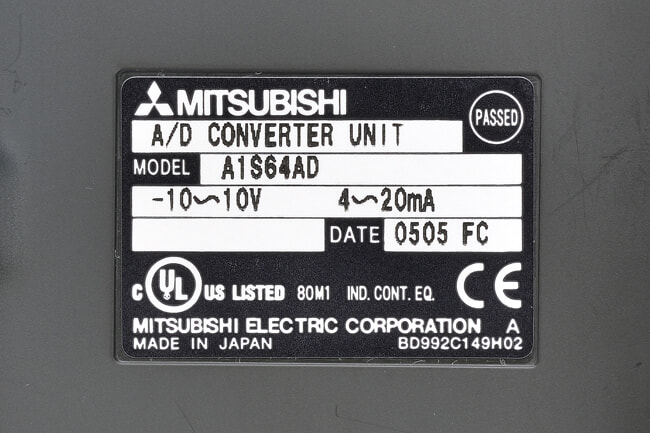 MITSUBISHI
PASSED
A/D CONVERTER UNIT
MODEL A1S64AD
-10〜10V 4〜20mA
DATE 0505 FC
C UL US LISTED 80M1 IND. CONT. EQ. CE
MITSUBISHI ELECTRIC CORPORATION A
MADE IN JAPAN BD992C149H02